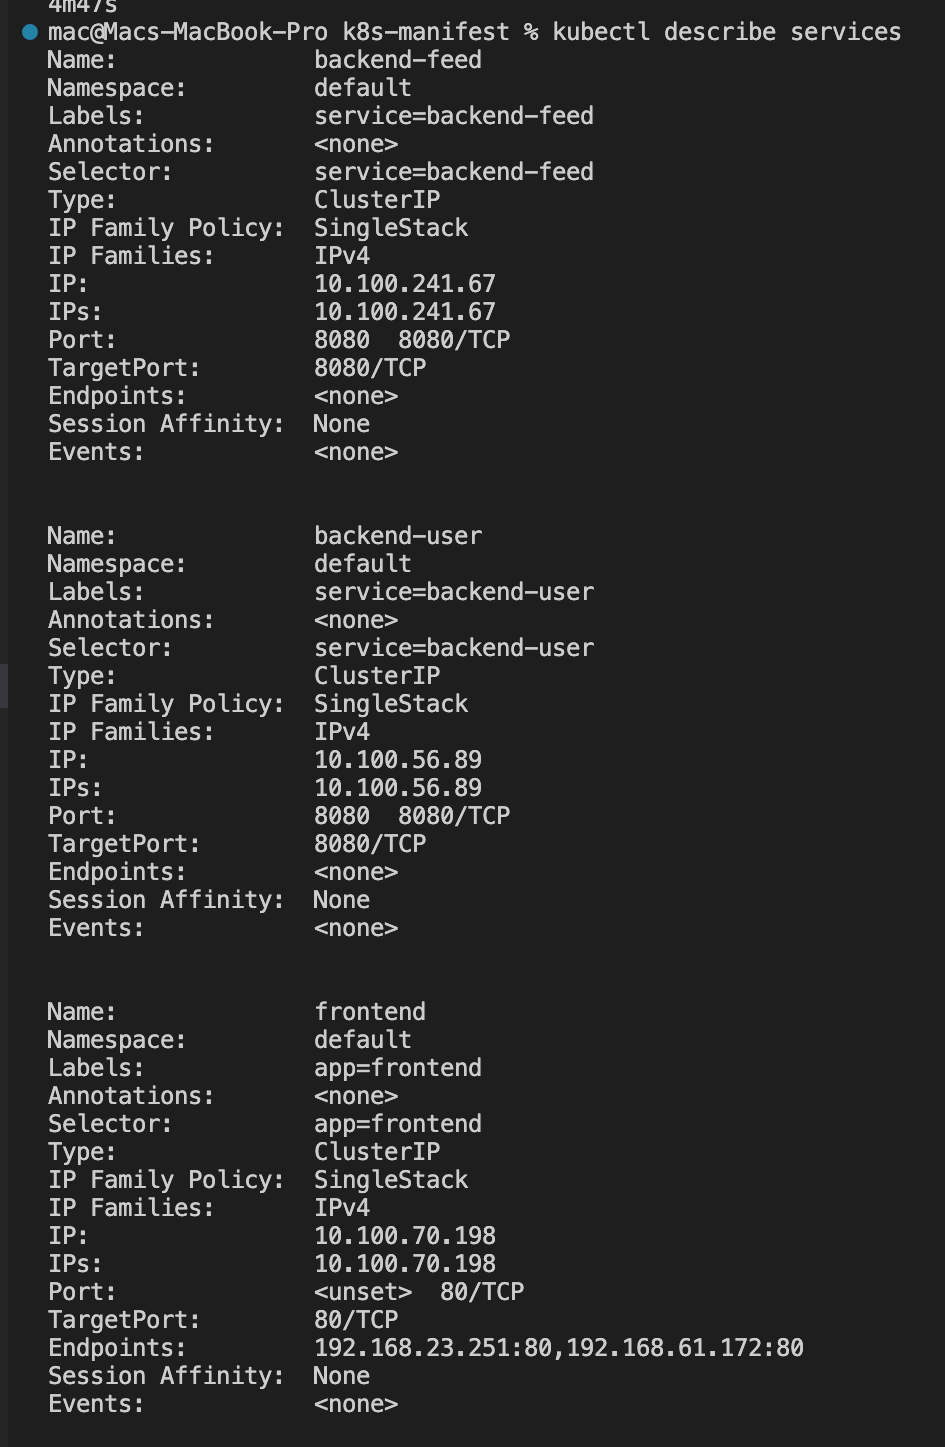 4m47s
mac@Macs-MacBook-Pro k8s-manifest % kubectl describe services
Name:              backend-feed
Namespace:         default
Labels:            service=backend-feed
Annotations:       <none>
Selector:          service=backend-feed
Type:              ClusterIP
IP Family Policy:  SingleStack
IP Families:       IPv4
IP:                10.100.241.67
IPs:               10.100.241.67
Port:              8080  8080/TCP
TargetPort:        8080/TCP
Endpoints:         <none>
Session Affinity:  None
Events:            <none>
Name:              backend-user
Namespace:         default
Labels:            service=backend-user
Annotations:       <none>
Selector:          service=backend-user
Type:              ClusterIP
IP Family Policy:  SingleStack
IP Families:       IPv4
IP:                10.100.56.89
IPs:               10.100.56.89
Port:              8080  8080/TCP
TargetPort:        8080/TCP
Endpoints:         <none>
Session Affinity:  None
Events:            <none>
Name:              frontend
Namespace:         default
Labels:            app=frontend
Annotations:       <none>
Selector:          app=frontend
Type:              ClusterIP
IP Family Policy:  SingleStack
IP Families:       IPv4
IP:                10.100.70.198
IPs:               10.100.70.198
Port:              <unset>  80/TCP
TargetPort:        80/TCP
Endpoints:         192.168.23.251:80,192.168.61.172:80
Session Affinity:  None
Events:            <none>